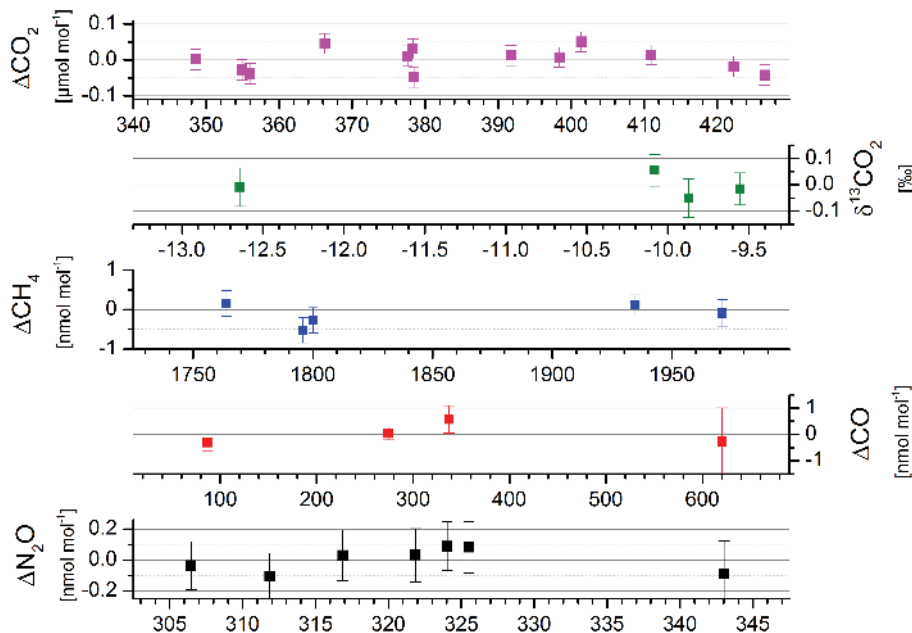 ΔCO₂
[µmol mol⁻¹]
0.1
0.0
-0.1
340 350 360 370 380 390 400 410 420
0.1
0.0
-0.1
δ¹³CO₂
[‰]
-13.0 -12.5 -12.0 -11.5 -11.0 -10.5 -10.0 -9.5
ΔCH₄
[nmol mol⁻¹]
1
0
-1
1750 1800 1850 1900 1950
1
0
-1
ΔCO
[nmol mol⁻¹]
100 200 300 400 500 600
ΔN₂O
[nmol mol⁻¹]
0.2
0.0
-0.2
305 310 315 320 325 330 335 340 345